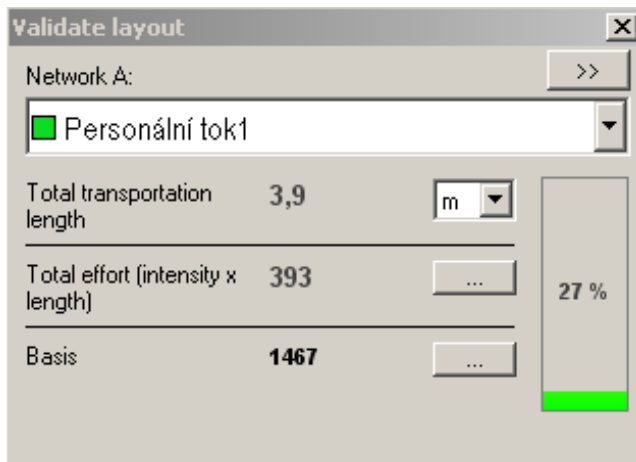 Validate layout
Network A:
>>
Personální tok1
Total transportation
length
3,9
m
Total effort (intensity x
length)
393
...
27 %
Basis
1467
...